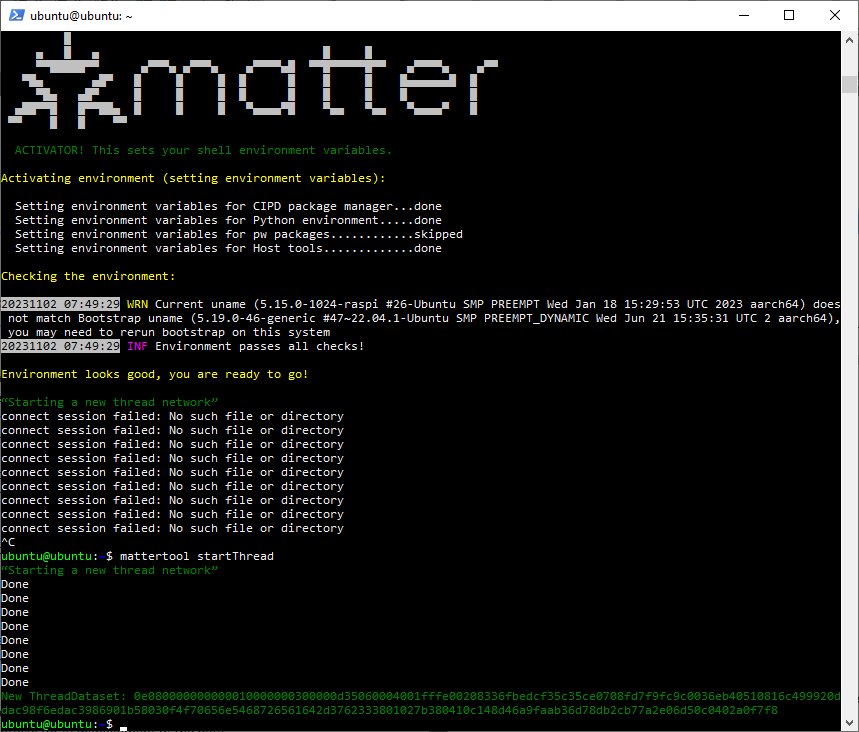 ubuntu@ubuntu: ~
matter
ACTIVATOR! This sets your shell environment variables.
Activating environment (setting environment variables):
Setting environment variables for CIPD package manager...done
Setting environment variables for Python environment.....done
Setting environment variables for pw packages............skipped
Setting environment variables for Host tools.............done
Checking the environment:
20231102 07:49:29 WRN Current uname (5.15.0-1024-raspi #26-Ubuntu SMP PREEMPT Wed Jan 18 15:29:53 UTC 2023 aarch64) does
not match Bootstrap uname (5.19.0-46-generic #47~22.04.1-Ubuntu SMP PREEMPT_DYNAMIC Wed Jun 21 15:35:31 UTC 2 aarch64),
you may need to rerun bootstrap on this system
20231102 07:49:29 INF Environment passes all checks!
Environment looks good, you are ready to go!
“Starting a new thread network”
connect session failed: No such file or directory
connect session failed: No such file or directory
connect session failed: No such file or directory
connect session failed: No such file or directory
connect session failed: No such file or directory
connect session failed: No such file or directory
connect session failed: No such file or directory
connect session failed: No such file or directory
connect session failed: No such file or directory
^C
ubuntu@ubuntu:~$ mattertool startThread
“Starting a new thread network”
Done
Done
Done
Done
Done
Done
Done
Done
New ThreadDataset: 0e080000000000010000000300000d35060004001fffe00208336fbedcf35c35ce0708fd7f9fc9c0036eb40510816c499920d
dac98f6edac3986901b58030f4f70656e5468726561642d3762333801027b380410c148d46a9faab36d78db2cb77a2e06d50c0402a0f7f8
ubuntu@ubuntu:~$